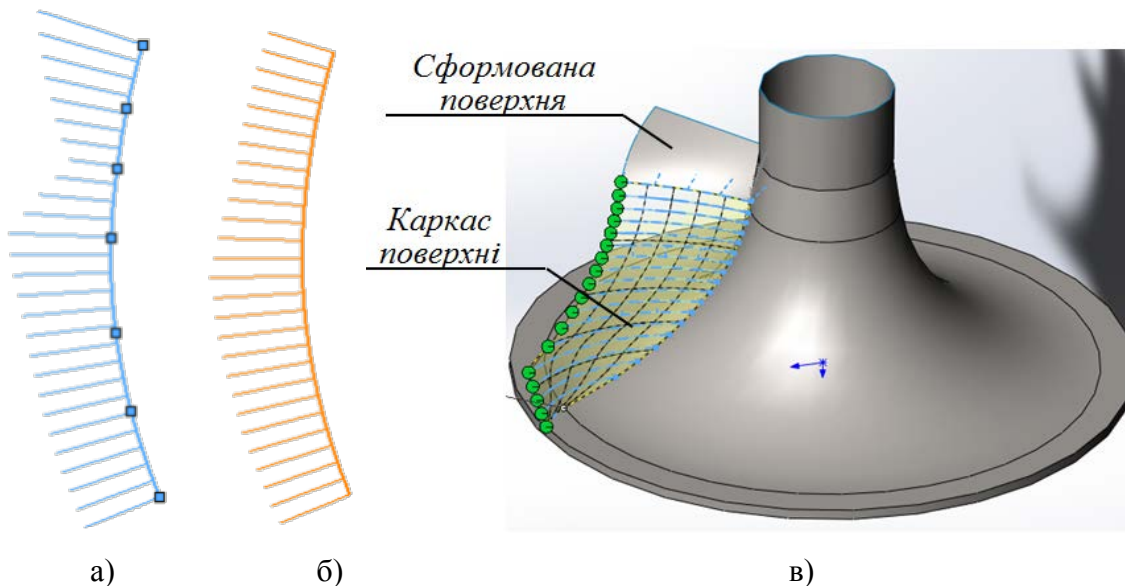 Сформована
поверхня
Каркас
поверхні
а)
б)
в)